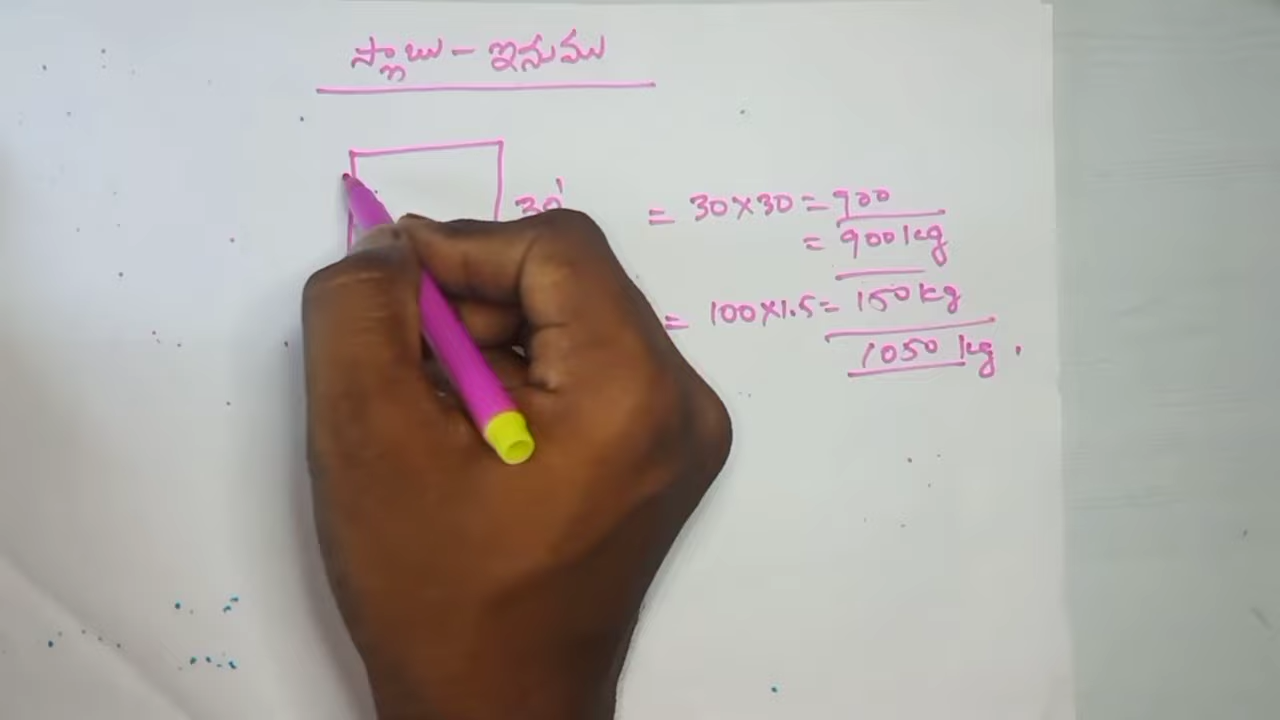 స్లాబు - ఇనుము
30'
= 30×30 = 900
= 900 kg
= 100×1.5 = 150 kg
1050 kg.